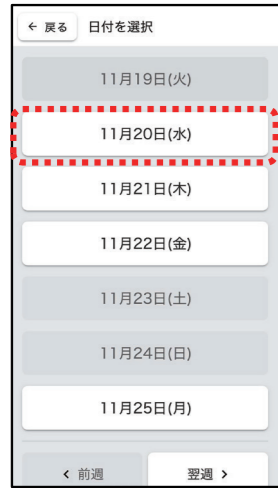 ← 戻る 日付を選択
11月19日(火)
11月20日(水)
11月21日(木)
11月22日(金)
11月23日(土)
11月24日(日)
11月25日(月)
< 前週 翌週 >